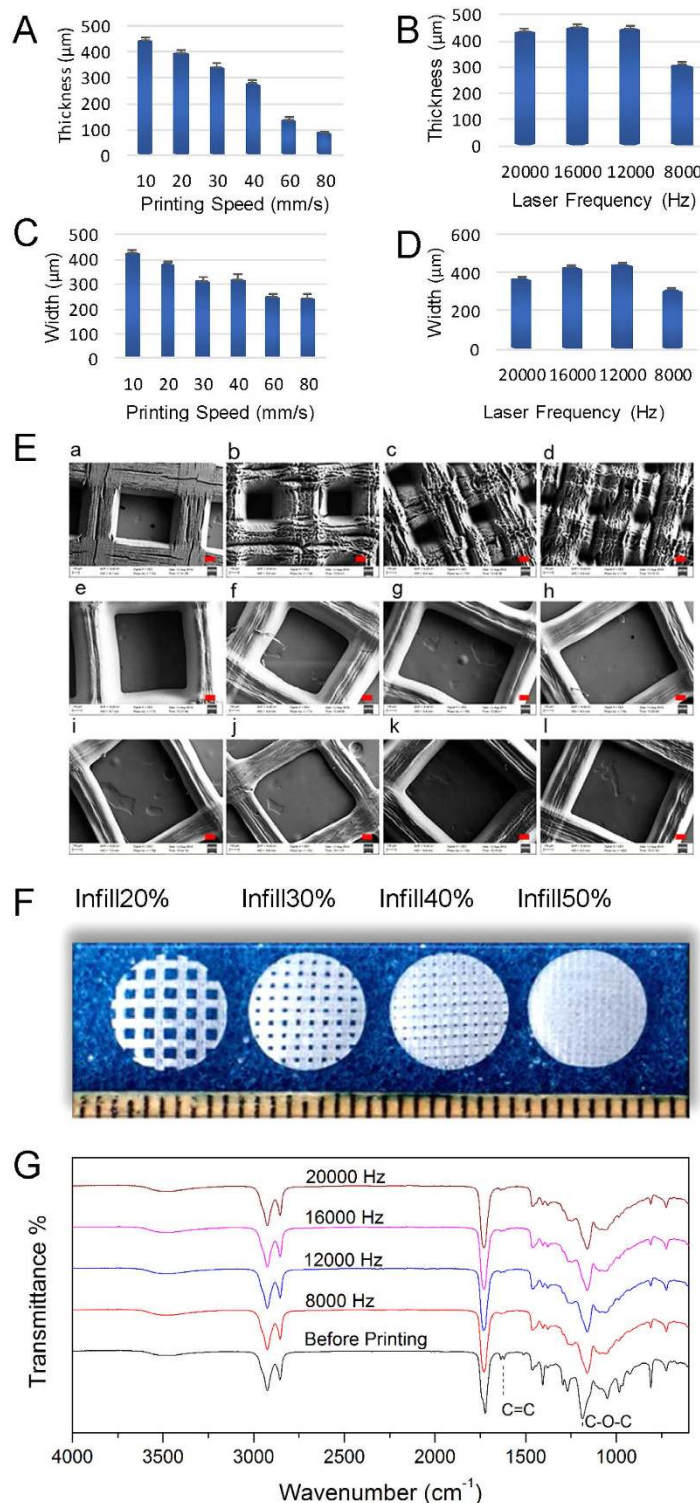 A
B
500
400
300
200
100
0
Thickness (µm)
10 20 30 40 60 80
Printing Speed (mm/s)
500
400
300
200
100
0
Thickness (µm)
20000 16000 12000 8000
Laser Frequency (Hz)
C
D
500
400
300
200
100
0
Width (µm)
10 20 30 40 60 80
Printing Speed (mm/s)
600
400
200
0
Width (µm)
20000 16000 12000 8000
Laser Frequency (Hz)
E
a b c d
e f g h
i j k l
F
Infill20% Infill30% Infill40% Infill50%
G
20000 Hz
16000 Hz
12000 Hz
8000 Hz
Before Printing
C=C
C-O-C
Transmittance %
4000 3500 3000 2500 2000 1500 1000
Wavenumber (cm⁻¹)